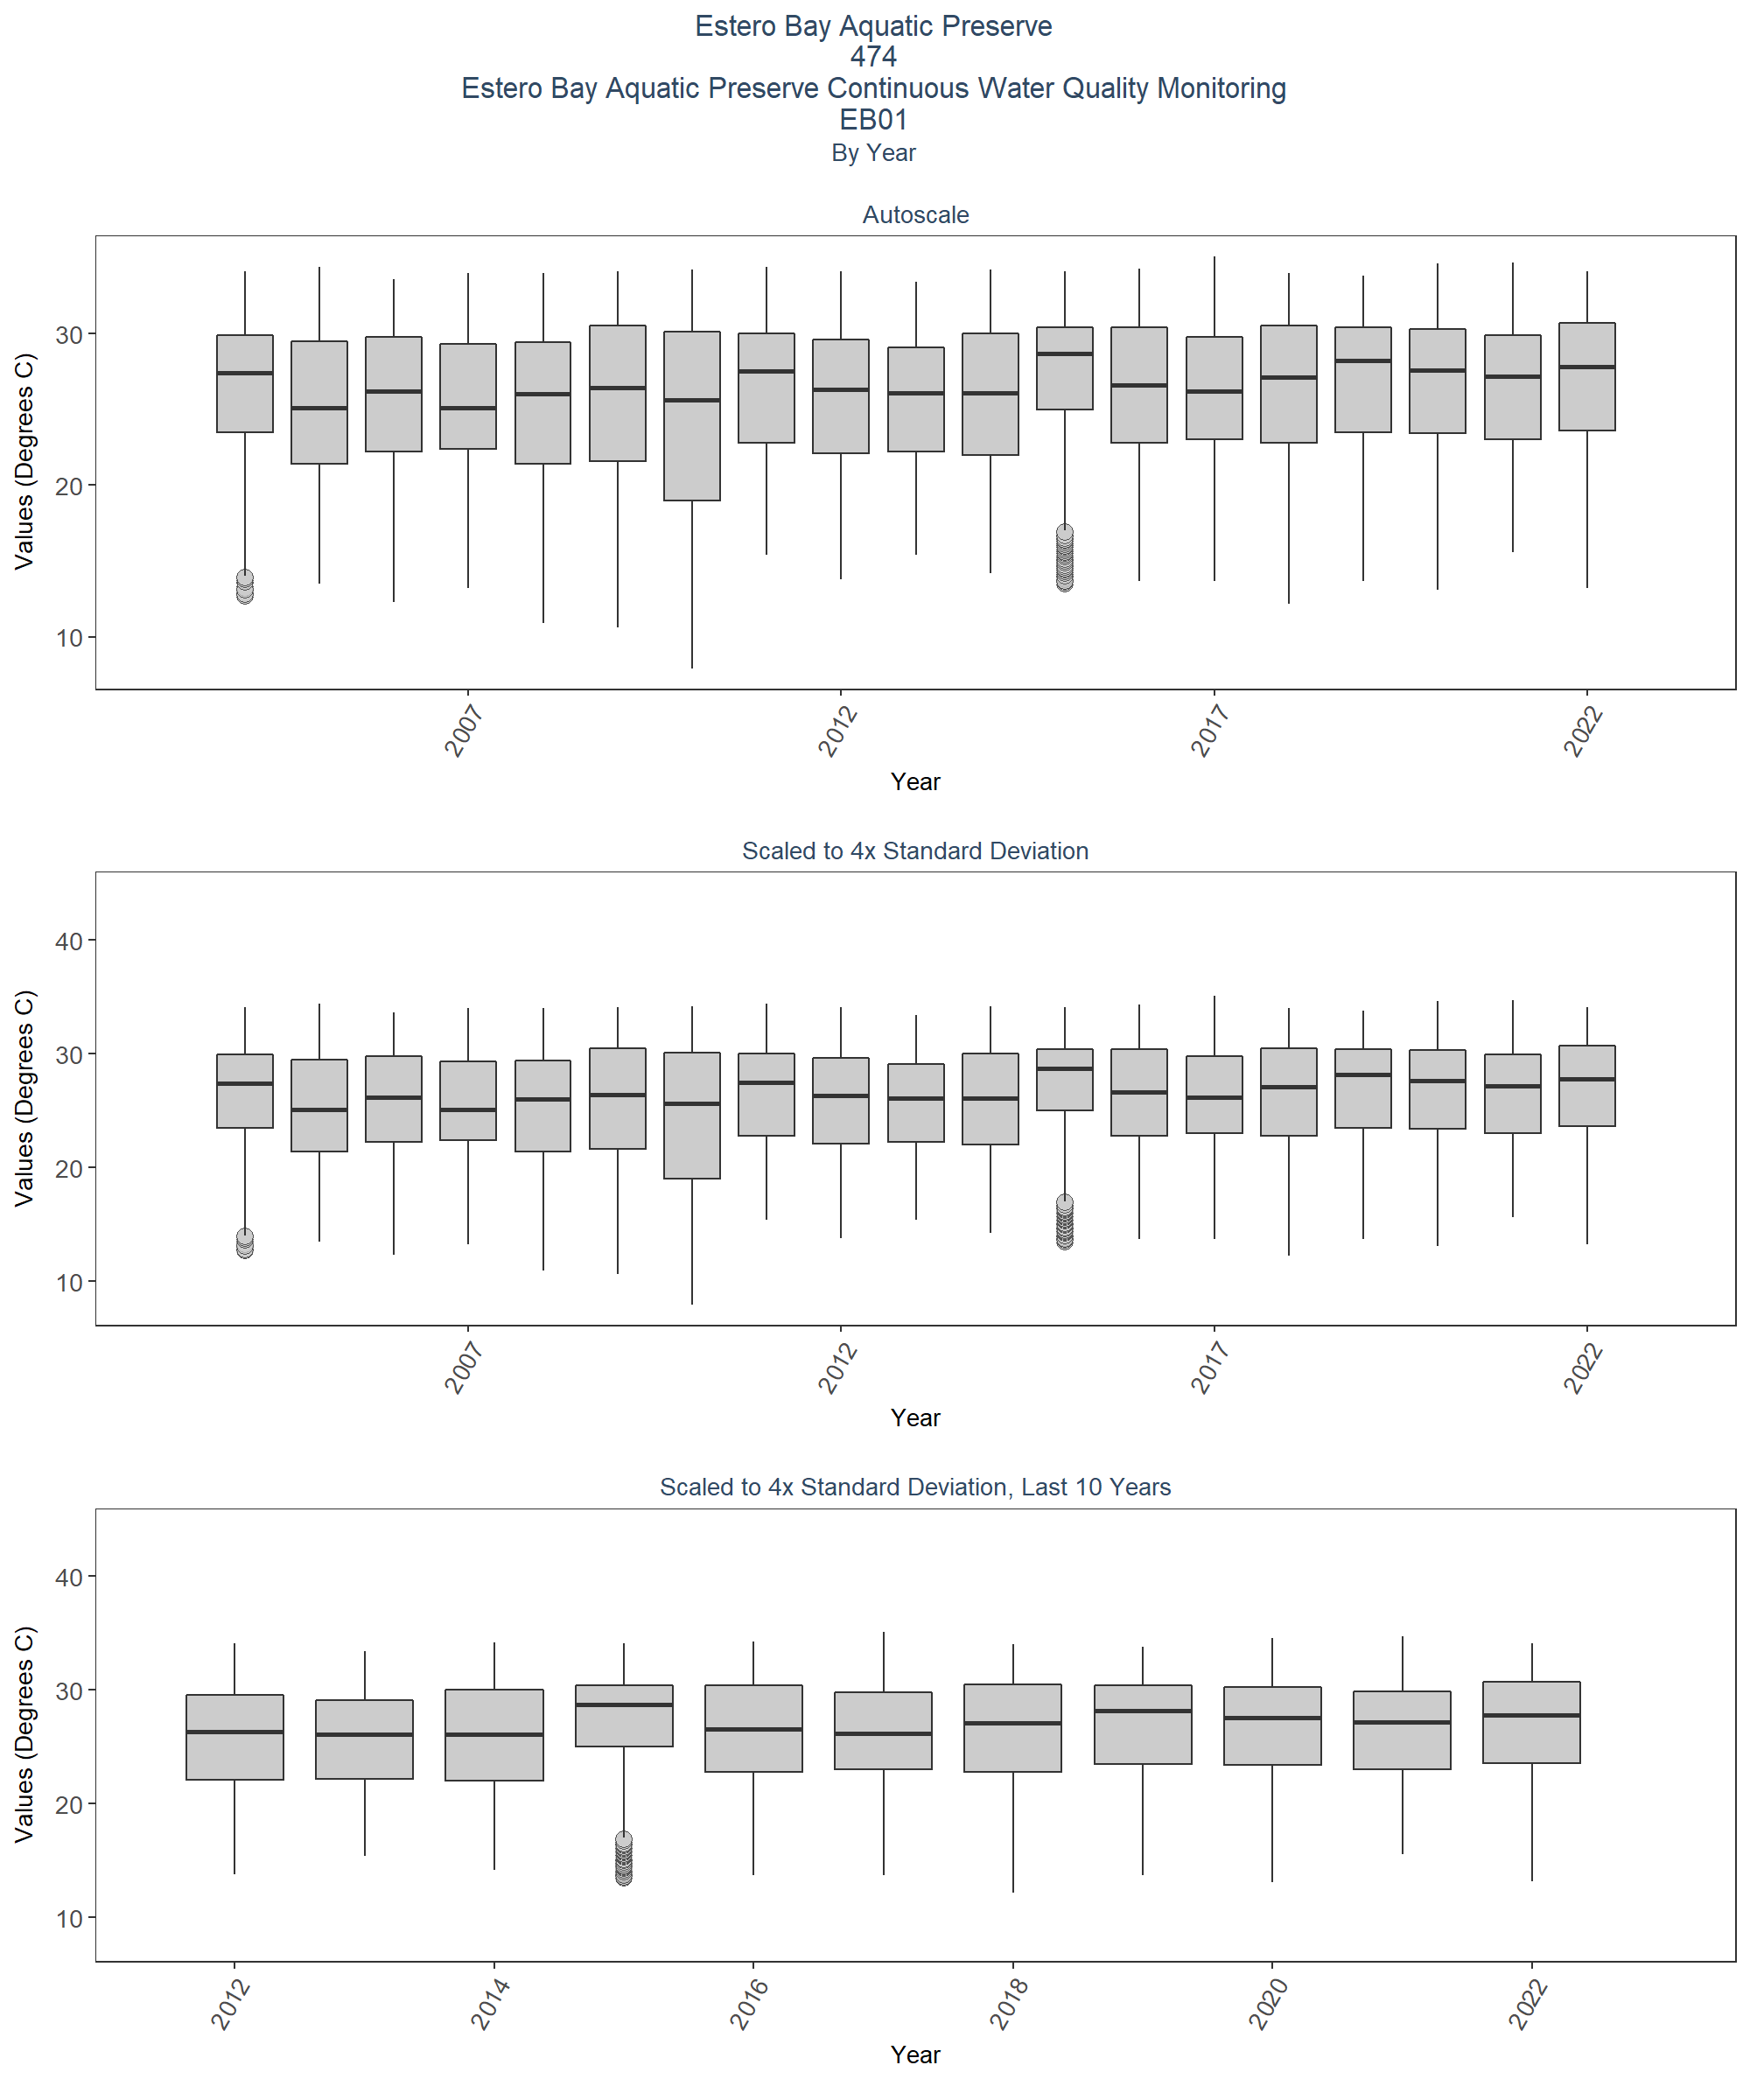 Estero Bay Aquatic Preserve
474
Estero Bay Aquatic Preserve Continuous Water Quality Monitoring
EB01
By Year
Autoscale
Values (Degrees C)
30
20
10
2007 2012 2017 2022
Year
Scaled to 4x Standard Deviation
Values (Degrees C)
40
30
20
10
2007 2012 2017 2022
Year
Scaled to 4x Standard Deviation, Last 10 Years
Values (Degrees C)
40
30
20
10
2012 2014 2016 2018 2020 2022
Year